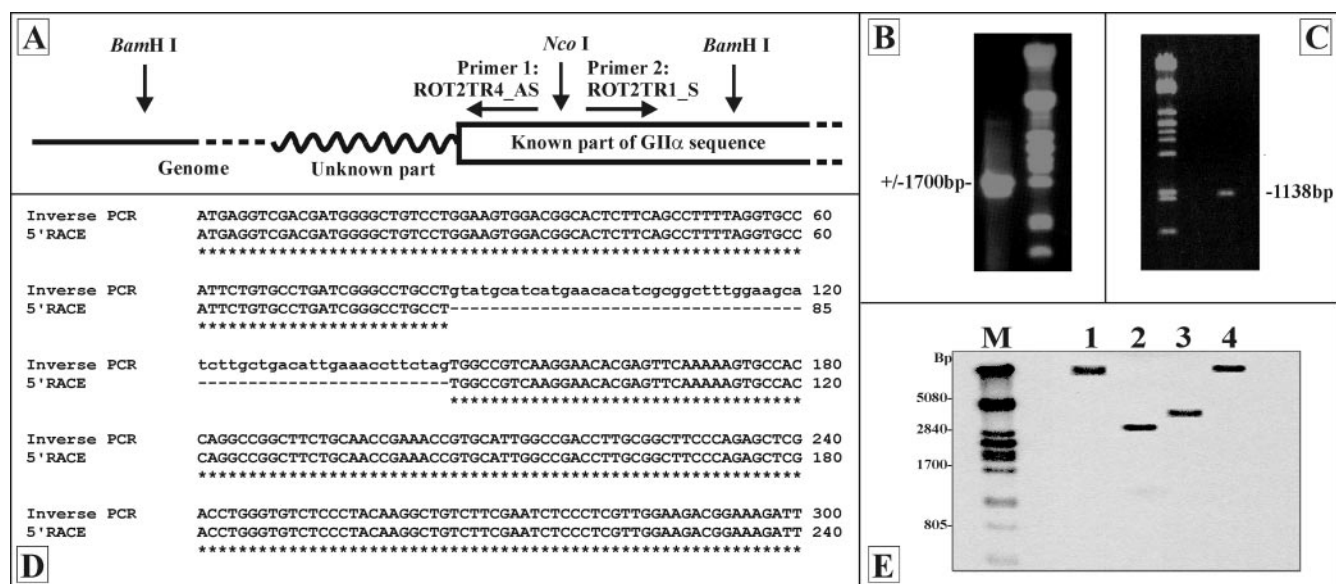 A
BamH I
Nco I
BamH I
Primer 1:
ROT2TR4_AS
Primer 2:
ROT2TR1_S
Known part of GIIα sequence
Genome
Unknown part
B
+/-1700bp-
C
-1138bp
Inverse PCR ATGAGGTCGACGATGGGGCTGTCCTGGAAGTGGACGGCACTCTTCAGCCTTTTAGGTGCC 60
5'RACE ATGAGGTCGACGATGGGGCTGTCCTGGAAGTGGACGGCACTCTTCAGCCTTTTAGGTGCC 60
************************************************************
Inverse PCR ATTCTGTGCCTGATCGGGCCTGCCTgtatgcatcatgaacacatcgcggctttggaagca 120
5'RACE ATTCTGTGCCTGATCGGGCCTGCCT----------------------------------- 85
*************************
Inverse PCR tcttgctgacattgaaaccttctagTGGCCGTCAAGGAACACGAGTTCAAAAAGTGCCAC 180
5'RACE -------------------------TGGCCGTCAAGGAACACGAGTTCAAAAAGTGCCAC 120
***********************************
Inverse PCR CAGGCCGGCTTCTGCAACCGAAACCGTGCATTGGCCGACCTTGCGGCTTCCCAGAGCTCG 240
5'RACE CAGGCCGGCTTCTGCAACCGAAACCGTGCATTGGCCGACCTTGCGGCTTCCCAGAGCTCG 180
************************************************************
Inverse PCR ACCTGGGTGTCTCCCTACAAGGCTGTCTTCGAATCTCCCTCGTTGGAAGACGGAAAGATT 300
5'RACE ACCTGGGTGTCTCCCTACAAGGCTGTCTTCGAATCTCCCTCGTTGGAAGACGGAAAGATT 240
************************************************************
D
M 1 2 3 4
Bp
5080-
2840-
1700-
805-
E